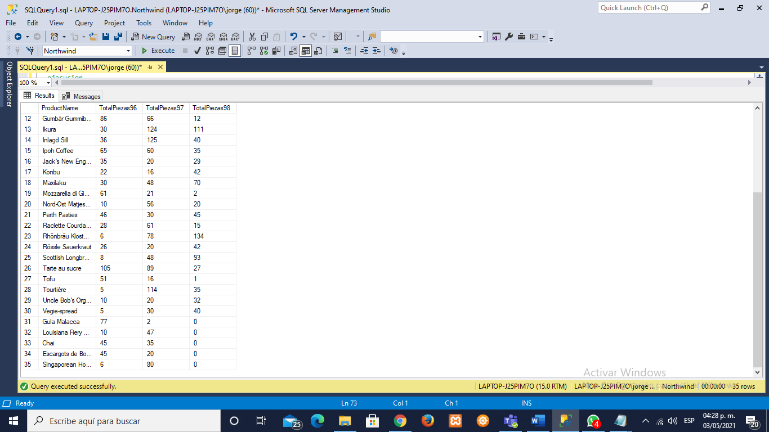 SQLQuery1.sql - LAPTOP-J25PIM7O.Northwind (LAPTOP-J25PIM7O\jorge (60))* - Microsoft SQL Server Management Studio
Quick Launch (Ctrl+Q)
File Edit View Query Project Tools Window Help
New Query
Northwind
Execute
Object Explorer
SQLQuery1.sql - LA...5PIM7O\jorge (60))*
100 %
Results Messages
ProductName TotalPiezas96 TotalPiezas97 TotalPiezas98
12 Gumbär Gummib... 86 66 12
13 Ikura 30 124 111
14 Inlagd Sill 36 125 40
15 Ipoh Coffee 65 60 35
16 Jack's New Eng... 35 20 29
17 Konbu 22 16 42
18 Maxilaku 30 48 70
19 Mozzarella di Gi... 61 21 2
20 Nord-Ost Matjes... 10 56 20
21 Perth Pasties 46 30 45
22 Raclette Courda... 28 61 15
23 Rhönbräu Klost... 6 78 134
24 Rössle Sauerkraut 26 20 42
25 Scottish Longbr... 8 48 93
26 Tarte au sucre 105 89 27
27 Tofu 51 16 1
28 Tourtière 5 114 35
29 Uncle Bob's Org... 10 20 32
30 Vegie-spread 5 30 40
31 Gula Malacca 77 2 0
32 Louisiana Fiery ... 10 47 0
33 Chai 45 35 0
34 Escargots de Bo... 45 20 0
35 Singaporean Ho... 6 80 0
Activar Windows
Query executed successfully. LAPTOP-J25PIM7O (15.0 RTM) LAPTOP-J25PIM7O\jorge ... Northwind 00:00:00 35 rows
Ready Ln 73 Col 1 Ch 1 INS
Escribe aquí para buscar
25
4
ESP
04:28 p. m.
03/05/2021
20